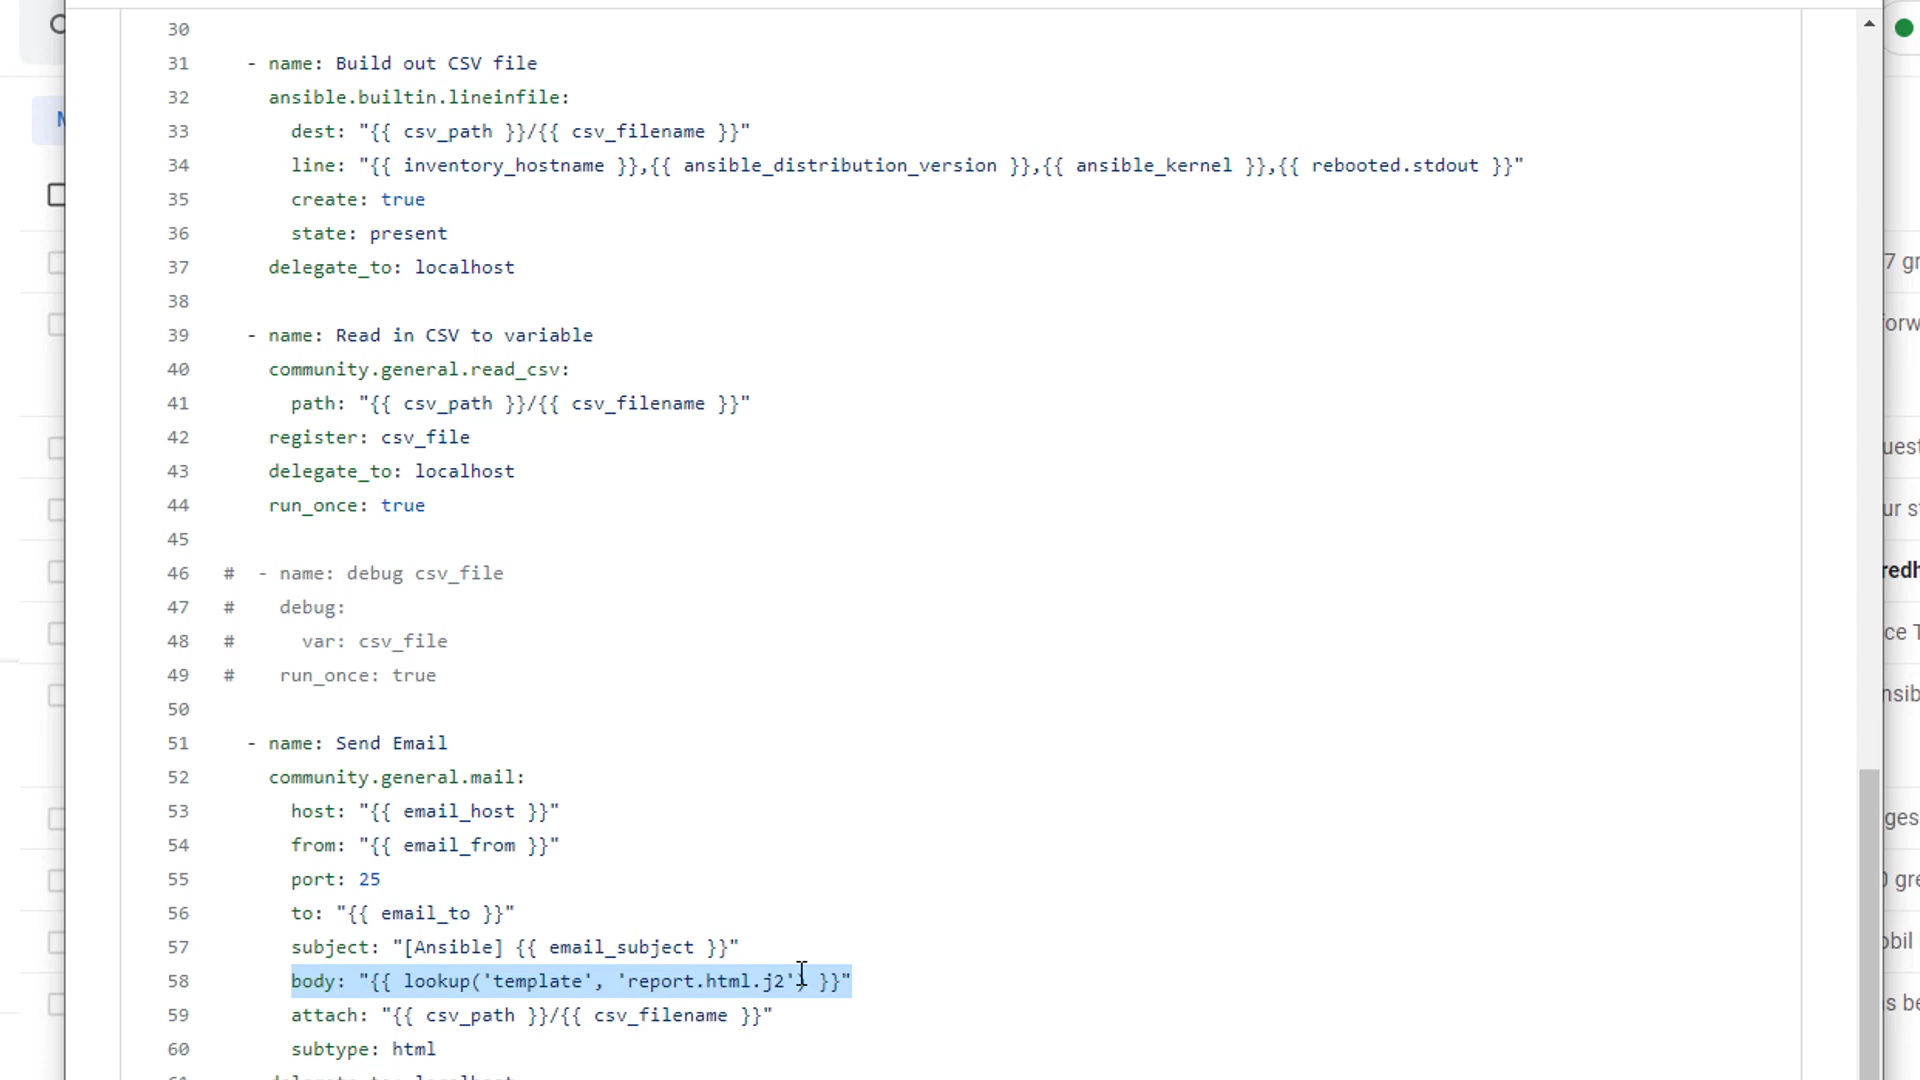 30
31   - name: Build out CSV file
32     ansible.builtin.lineinfile:
33       dest: "{{ csv_path }}/{{ csv_filename }}"
34       line: "{{ inventory_hostname }},{{ ansible_distribution_version }},{{ ansible_kernel }},{{ rebooted.stdout }}"
35       create: true
36       state: present
37     delegate_to: localhost
38
39   - name: Read in CSV to variable
40     community.general.read_csv:
41       path: "{{ csv_path }}/{{ csv_filename }}"
42     register: csv_file
43     delegate_to: localhost
44     run_once: true
45
46 #  - name: debug csv_file
47 #    debug:
48 #      var: csv_file
49 #    run_once: true
50
51   - name: Send Email
52     community.general.mail:
53       host: "{{ email_host }}"
54       from: "{{ email_from }}"
55       port: 25
56       to: "{{ email_to }}"
57       subject: "[Ansible] {{ email_subject }}"
58       body: "{{ lookup('template', 'report.html.j2') }}"
59       attach: "{{ csv_path }}/{{ csv_filename }}"
60       subtype: html
61     delegate_to: localhost